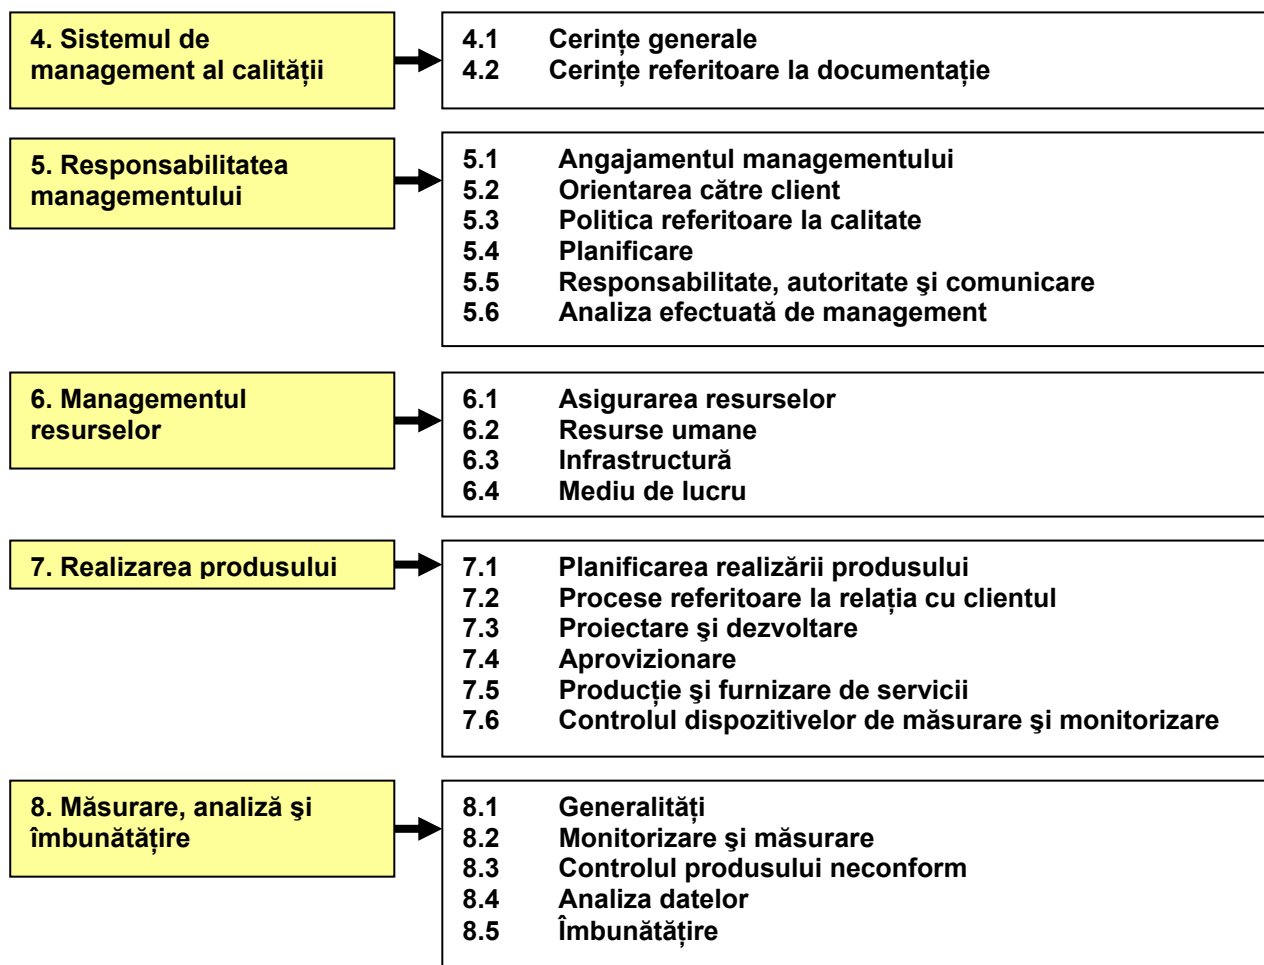 4. Sistemul de
management al calității
4.1 Cerințe generale
4.2 Cerințe referitoare la documentație
5. Responsabilitatea
managementului
5.1 Angajamentul managementului
5.2 Orientarea către client
5.3 Politica referitoare la calitate
5.4 Planificare
5.5 Responsabilitate, autoritate şi comunicare
5.6 Analiza efectuată de management
6. Managementul
resurselor
6.1 Asigurarea resurselor
6.2 Resurse umane
6.3 Infrastructură
6.4 Mediu de lucru
7. Realizarea produsului
7.1 Planificarea realizării produsului
7.2 Procese referitoare la relația cu clientul
7.3 Proiectare şi dezvoltare
7.4 Aprovizionare
7.5 Producție şi furnizare de servicii
7.6 Controlul dispozitivelor de măsurare şi monitorizare
8. Măsurare, analiză şi
îmbunătățire
8.1 Generalități
8.2 Monitorizare şi măsurare
8.3 Controlul produsului neconform
8.4 Analiza datelor
8.5 Îmbunătățire